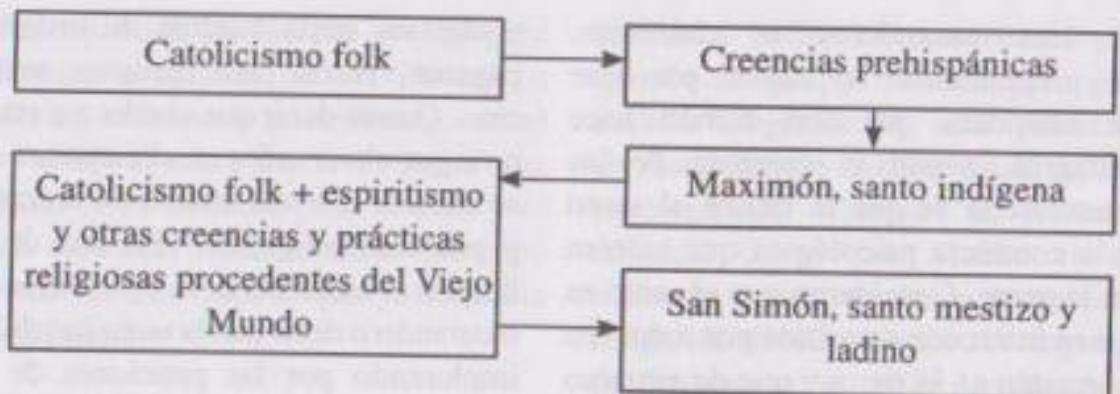 Catolicismo folk
Creencias prehispánicas
Maximón, santo indígena
Catolicismo folk + espiritismo
y otras creencias y prácticas
religiosas procedentes del Viejo
Mundo
San Simón, santo mestizo y
ladino